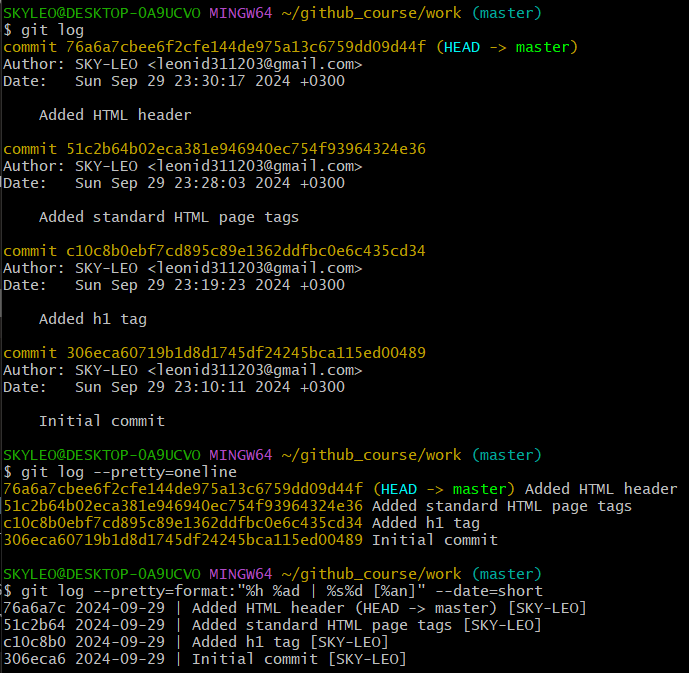 SKYLEO@DESKTOP-0A9UCVO MINGW64 ~/github_course/work (master)
$ git log
commit 76a6a7cbee6f2cfe144de975a13c6759dd09d44f (HEAD -> master)
Author: SKY-LEO <leonid311203@gmail.com>
Date:   Sun Sep 29 23:30:17 2024 +0300

    Added HTML header

commit 51c2b64b02eca381e946940ec754f93964324e36
Author: SKY-LEO <leonid311203@gmail.com>
Date:   Sun Sep 29 23:28:03 2024 +0300

    Added standard HTML page tags

commit c10c8b0ebf7cd895c89e1362ddfbc0e6c435cd34
Author: SKY-LEO <leonid311203@gmail.com>
Date:   Sun Sep 29 23:19:23 2024 +0300

    Added h1 tag

commit 306eca60719b1d8d1745df24245bca115ed00489
Author: SKY-LEO <leonid311203@gmail.com>
Date:   Sun Sep 29 23:10:11 2024 +0300

    Initial commit

SKYLEO@DESKTOP-0A9UCVO MINGW64 ~/github_course/work (master)
$ git log --pretty=oneline
76a6a7cbee6f2cfe144de975a13c6759dd09d44f (HEAD -> master) Added HTML header
51c2b64b02eca381e946940ec754f93964324e36 Added standard HTML page tags
c10c8b0ebf7cd895c89e1362ddfbc0e6c435cd34 Added h1 tag
306eca60719b1d8d1745df24245bca115ed00489 Initial commit

SKYLEO@DESKTOP-0A9UCVO MINGW64 ~/github_course/work (master)
$ git log --pretty=format:"%h %ad | %s%d [%an]" --date=short
76a6a7c 2024-09-29 | Added HTML header (HEAD -> master) [SKY-LEO]
51c2b64 2024-09-29 | Added standard HTML page tags [SKY-LEO]
c10c8b0 2024-09-29 | Added h1 tag [SKY-LEO]
306eca6 2024-09-29 | Initial commit [SKY-LEO]